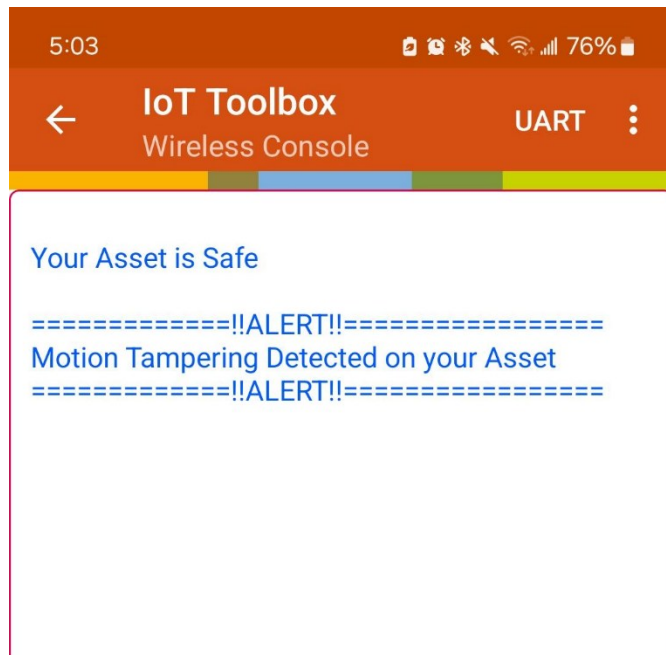 5:03 76%
IoT Toolbox
Wireless Console
UART
Your Asset is Safe
=============!!ALERT!!=================
Motion Tampering Detected on your Asset
=============!!ALERT!!=================